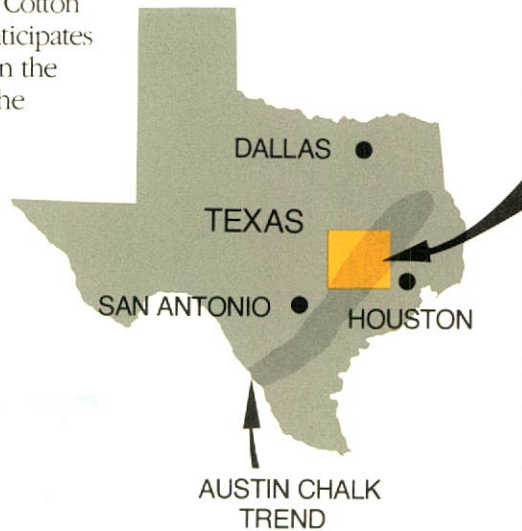 Cotton
ticipates
n the
he
DALLAS
TEXAS
SAN ANTONIO
HOUSTON
AUSTIN CHALK
TREND